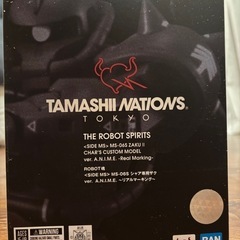 TAMASHII NATIONS
TOKYO
THE ROBOT SPIRITS
<SIDE MS> MS-06S ZAKU II
CHAR'S CUSTOM MODEL
ver. A.N.I.M.E. -Real Marking-
ROBOT魂
<SIDE MS> MS-06S シャア専用ザク
ver. A.N.I.M.E. ~リアルマーキング~
WARNING
BAN